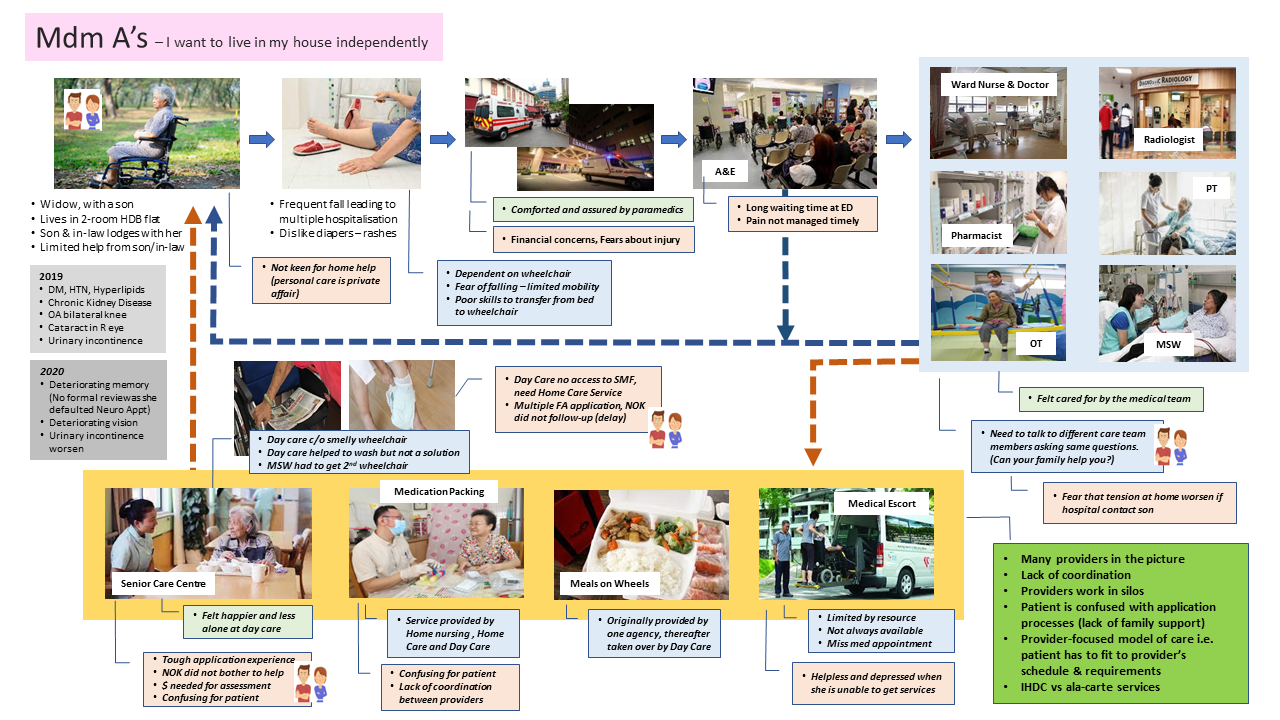 Mdm A's – I want to live in my house independently
Ward Nurse & Doctor
DIAGNOSTIC RADIOLOGY
Radiologist
A&E
Pharmacist
PT
OT
MSW
• Widow, with a son
• Lives in 2-room HDB flat
• Son & in-law lodges with her
• Limited help from son/in-law
• Frequent fall leading to
multiple hospitalisation
• Dislike diapers – rashes
• Comforted and assured by paramedics
• Financial concerns, Fears about injury
• Long waiting time at ED
• Pain not managed timely
• Not keen for home help
(personal care is private
affair)
• Dependent on wheelchair
• Fear of falling – limited mobility
• Poor skills to transfer from bed
to wheelchair
2019
• DM, HTN, Hyperlipids
• Chronic Kidney Disease
• OA bilateral knee
• Cataract in R eye
• Urinary incontinence
2020
• Deteriorating memory
(No formal review as she
defaulted Neuro Appt)
• Deteriorating vision
• Urinary incontinence
worsen
• Day Care no access to SMF,
need Home Care Service
• Multiple FA application, NOK
did not follow-up (delay)
• Day care c/o smelly wheelchair
• Day care helped to wash but not a solution
• MSW had to get 2nd wheelchair
• Felt cared for by the medical team
• Need to talk to different care team
members asking same questions.
(Can your family help you?)
• Fear that tension at home worsen if
hospital contact son
Senior Care Centre
Medication Packing
Meals on Wheels
Medical Escort
• Felt happier and less
alone at day care
• Tough application experience
• NOK did not bother to help
• $ needed for assessment
• Confusing for patient
• Service provided by
Home nursing , Home
Care and Day Care
• Confusing for patient
• Lack of coordination
between providers
• Originally provided by
one agency, thereafter
taken over by Day Care
• Limited by resource
• Not always available
• Miss med appointment
• Helpless and depressed when
she is unable to get services
• Many providers in the picture
• Lack of coordination
• Providers work in silos
• Patient is confused with application
processes (lack of family support)
• Provider-focused model of care i.e.
patient has to fit to provider's
schedule & requirements
• IHDC vs ala-carte services